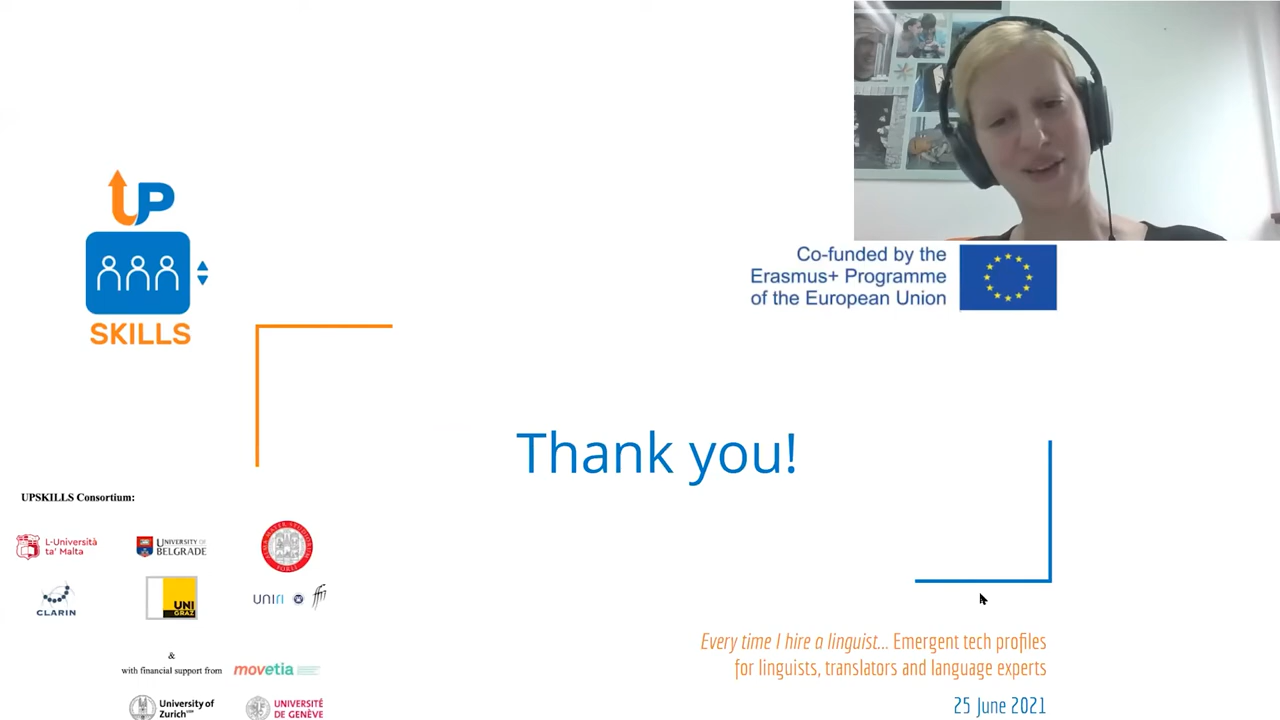 UP
SKILLS
Co-funded by the
Erasmus+ Programme
of the European Union
Thank you!
UPSKILLS Consortium:
L-Università
ta' Malta
UNIVERSITY OF
BELGRADE
CLARIN
UNI
GRAZ
UNIRI
&
with financial support from
movetia
University of
Zurich
UNIVERSITÉ
DE GENÈVE
Every time I hire a linguist... Emergent tech profiles
for linguists, translators and language experts
25 June 2021